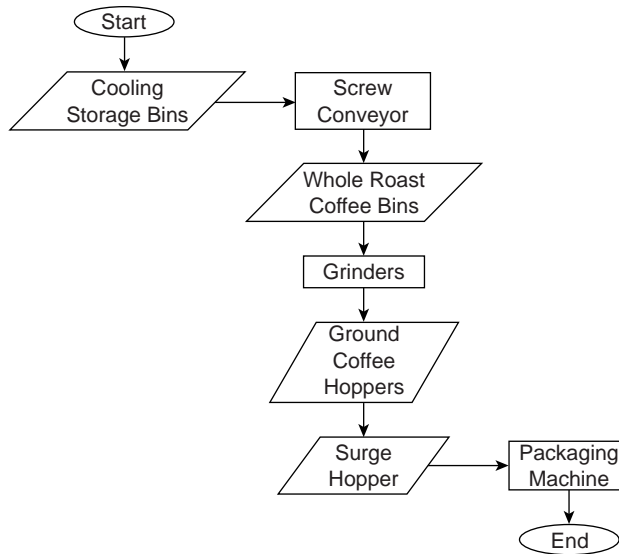 Start
Cooling
Storage Bins
Screw
Conveyor
Whole Roast
Coffee Bins
Grinders
Ground
Coffee
Hoppers
Surge
Hopper
Packaging
Machine
End